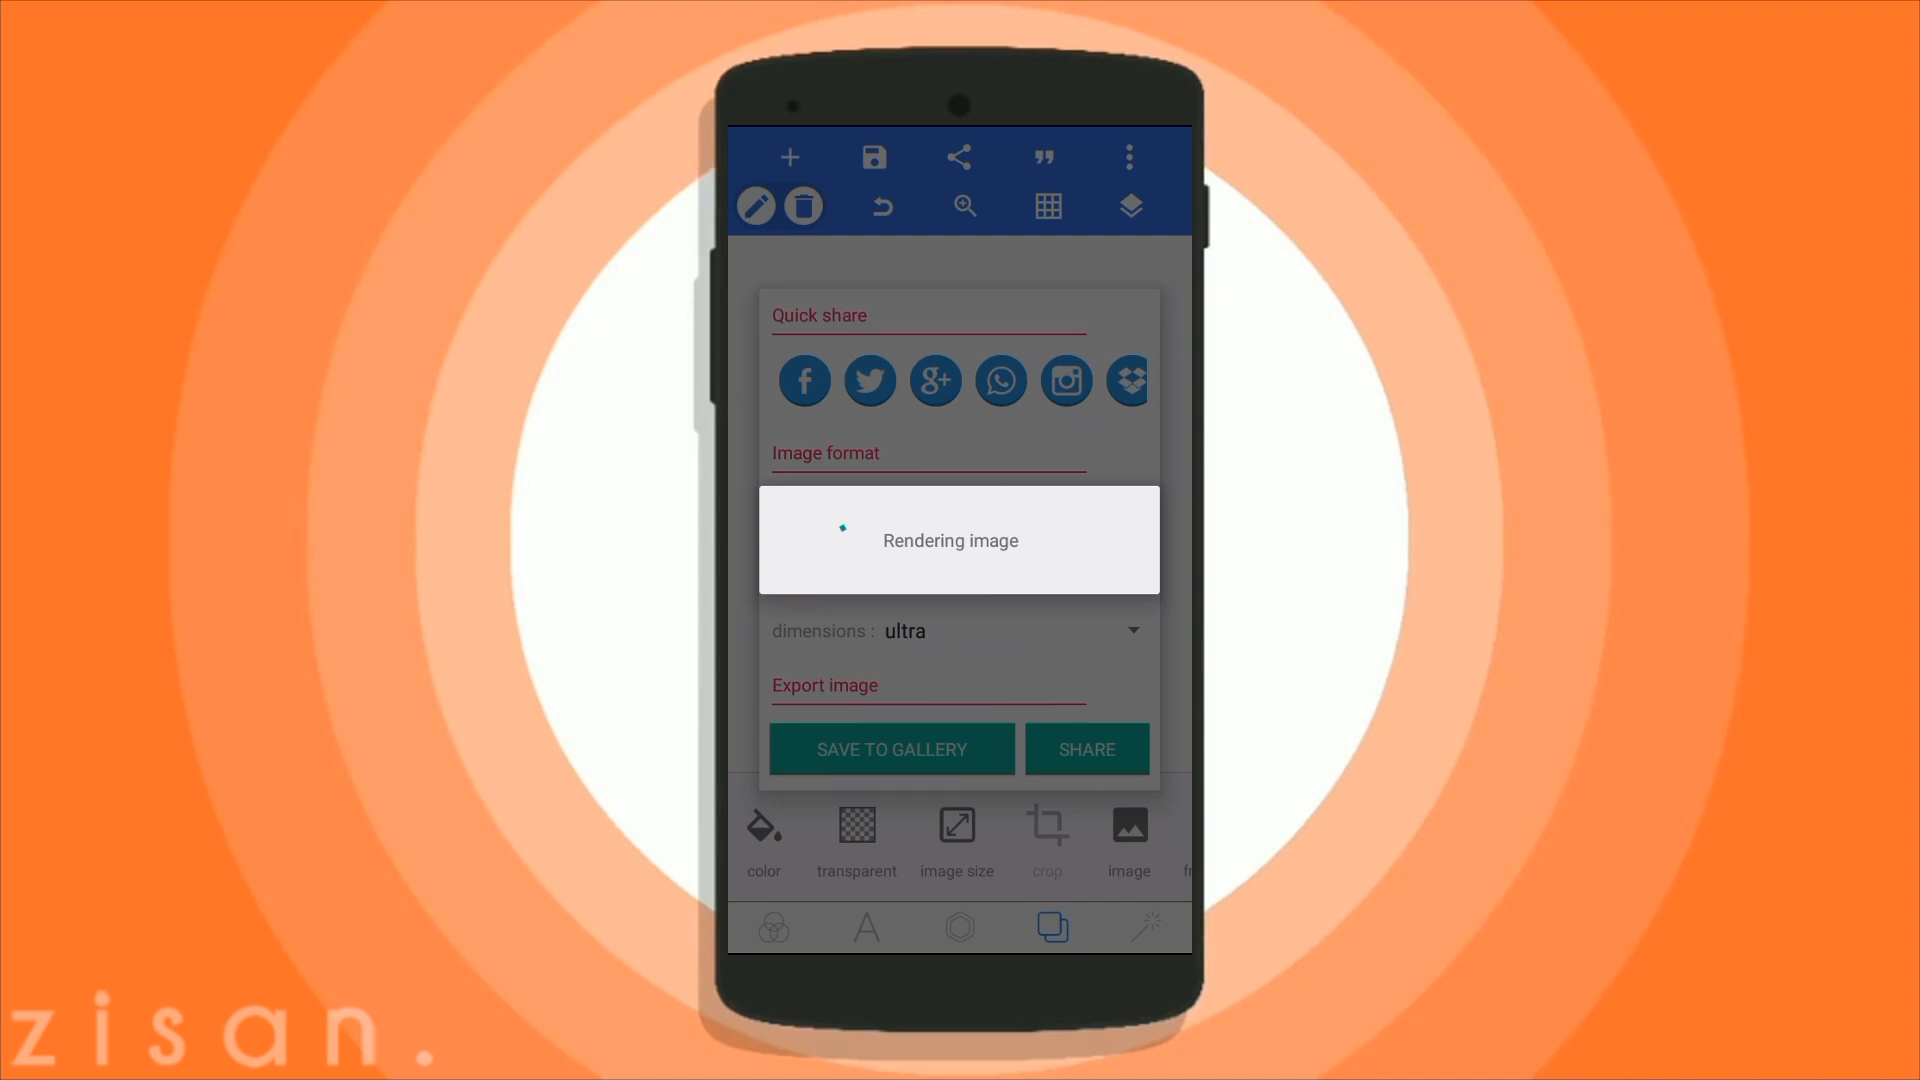 Quick share
Image format
Rendering image
dimensions : ultra
Export image
SAVE TO GALLERY SHARE
color transparent image size crop image
zisan.